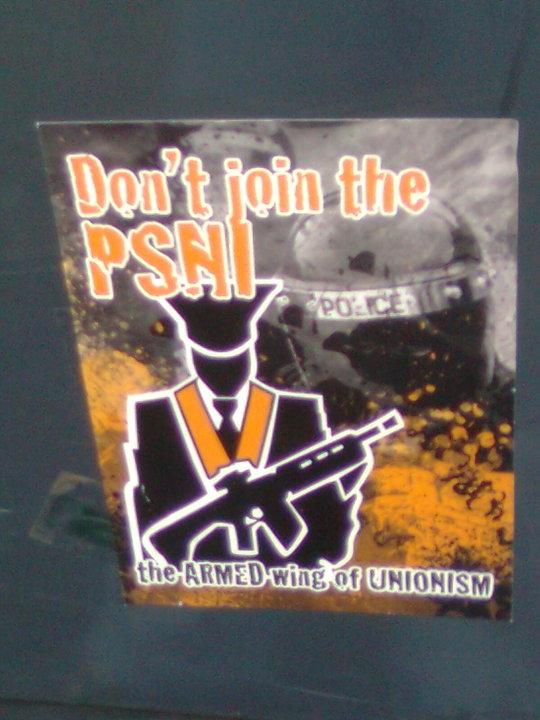 Don't join the
PSNI
POLICE
the ARMED wing of UNIONISM